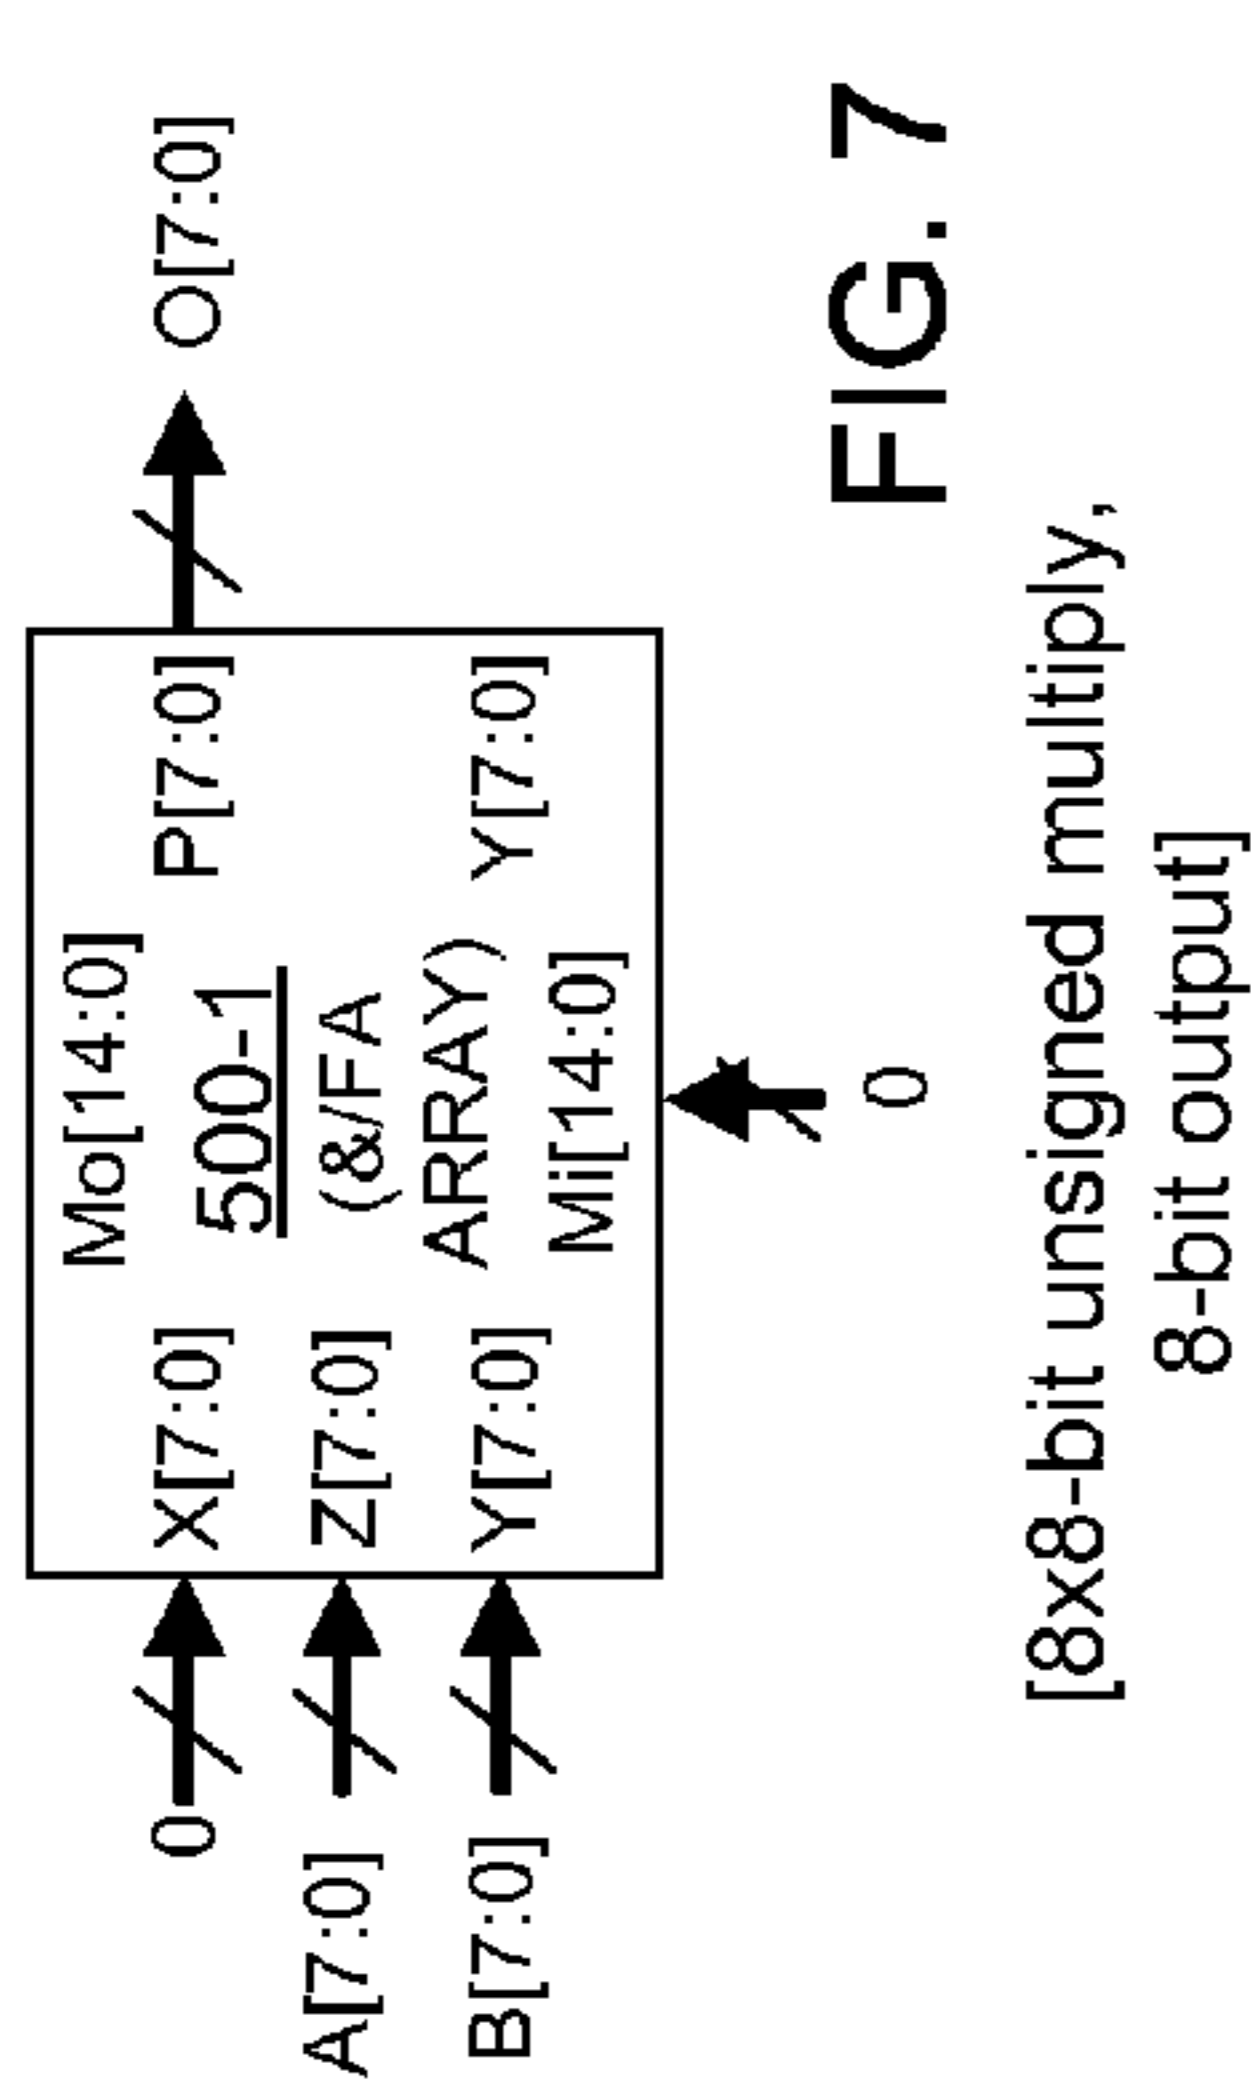 Mo[14:0]
0
X[7:0]
P[7:0]
O[7:0]
500-1
A[7:0]
Z[7:0]
(&/FA
ARRAY)
B[7:0]
Y[7:0]
Y[7:0]
Mi[14:0]
0
FIG. 7
[8x8-bit unsigned multiply,
8-bit output]